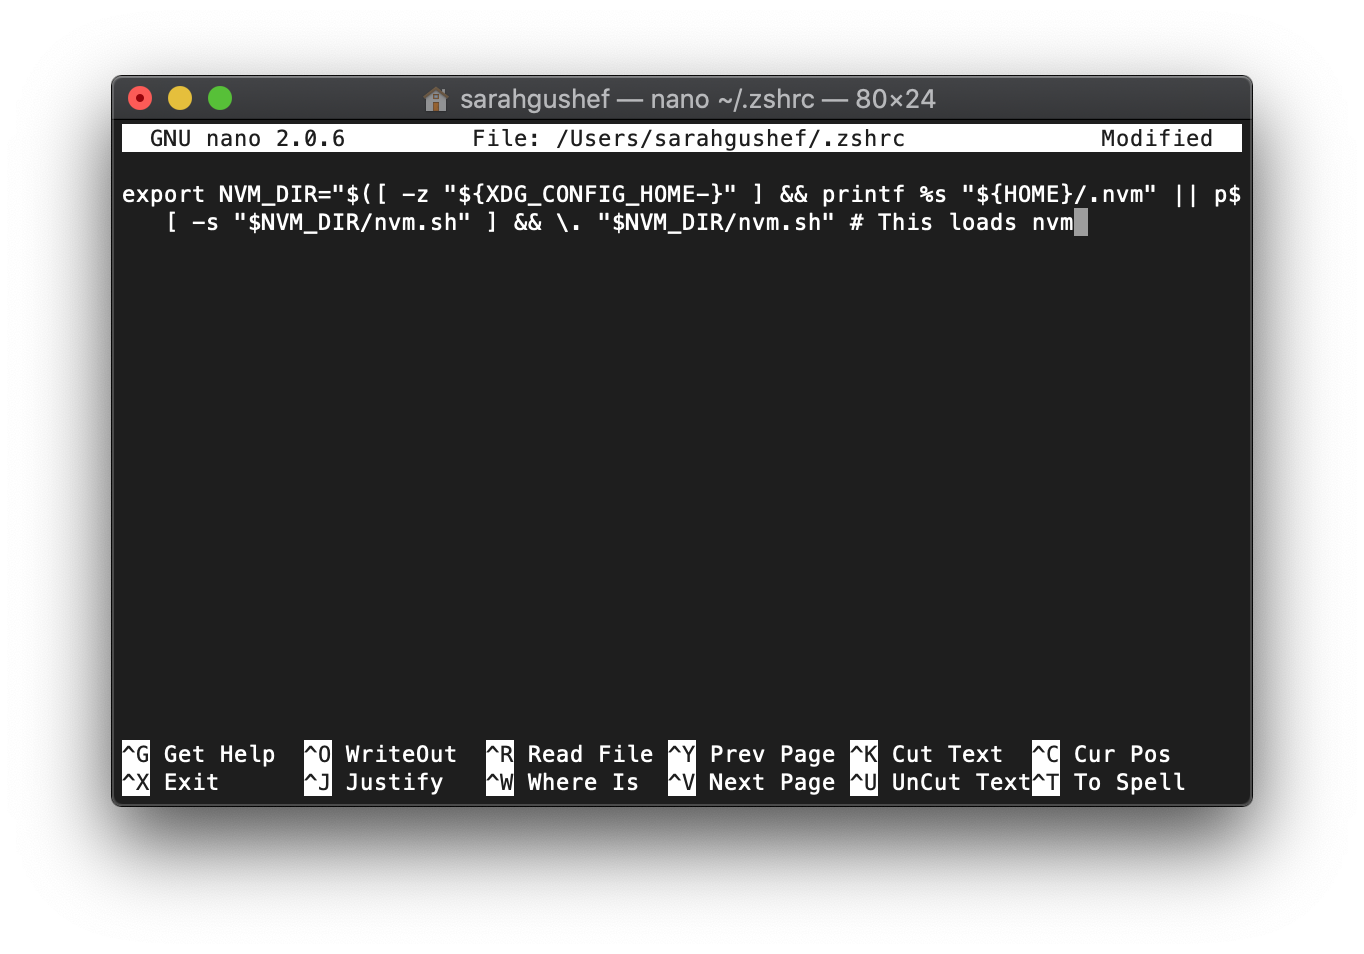 sarahgushef — nano ~/.zshrc — 80×24
GNU nano 2.0.6 File: /Users/sarahgushef/.zshrc Modified
export NVM_DIR="$([ -z "${XDG_CONFIG_HOME-}" ] && printf %s "${HOME}/.nvm" || p$
[ -s "$NVM_DIR/nvm.sh" ] && \. "$NVM_DIR/nvm.sh" # This loads nvm
^G Get Help ^O WriteOut ^R Read File ^Y Prev Page ^K Cut Text ^C Cur Pos
^X Exit ^J Justify ^W Where Is ^V Next Page ^U UnCut Text ^T To Spell